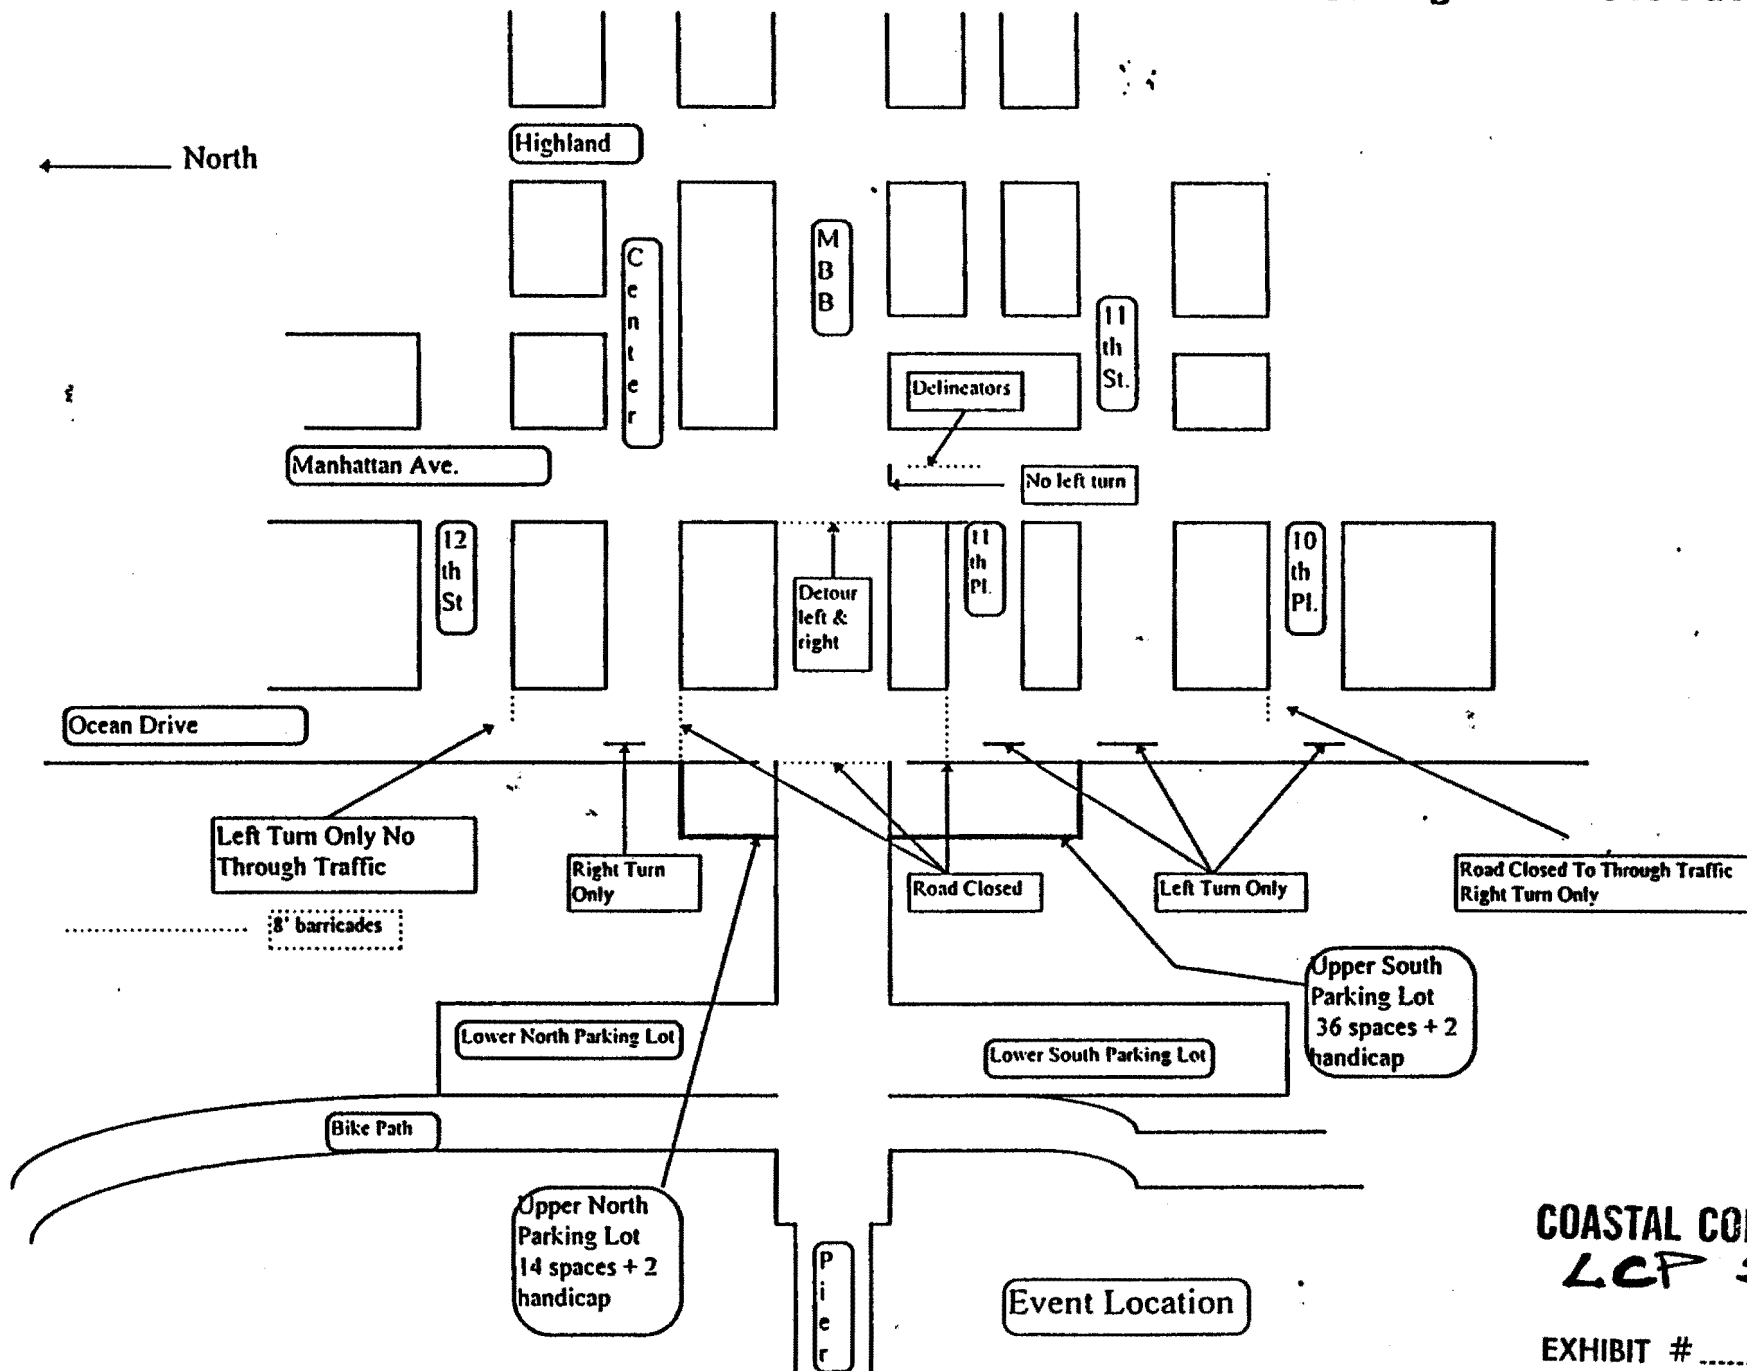 Highland
North
C
e
n
t
e
r
M
B
B
11
th
St.
Delineators
Manhattan Ave.
No left turn
12
th
St
11
th
Pl.
10
th
Pl.
Detour
left &
right
Ocean Drive
Left Turn Only No
Through Traffic
Right Turn
Only
Road Closed
Left Turn Only
Road Closed To Through Traffic
Right Turn Only
8' barricades
Upper South
Parking Lot
36 spaces + 2
handicap
Lower North Parking Lot
Lower South Parking Lot
Bike Path
Upper North
Parking Lot
14 spaces + 2
handicap
P
i
e
r
Event Location
COASTAL CO
LCP
EXHIBIT #